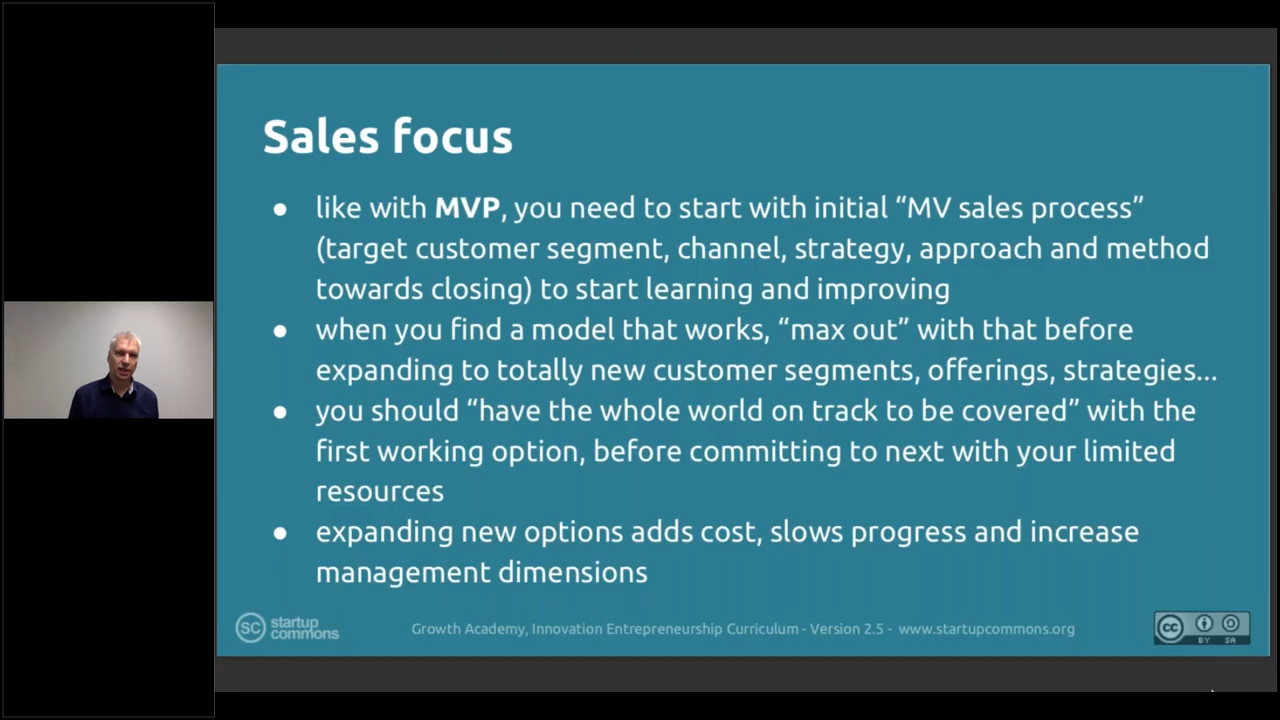 Sales focus
● like with MVP, you need to start with initial “MV sales process”
(target customer segment, channel, strategy, approach and method
towards closing) to start learning and improving
● when you find a model that works, “max out” with that before
expanding to totally new customer segments, offerings, strategies...
● you should “have the whole world on track to be covered” with the
first working option, before committing to next with your limited
resources
● expanding new options adds cost, slows progress and increase
management dimensions
SC startup
commons
Growth Academy, Innovation Entrepreneurship Curriculum - Version 2.5 - www.startupcommons.org
cc
BY SA